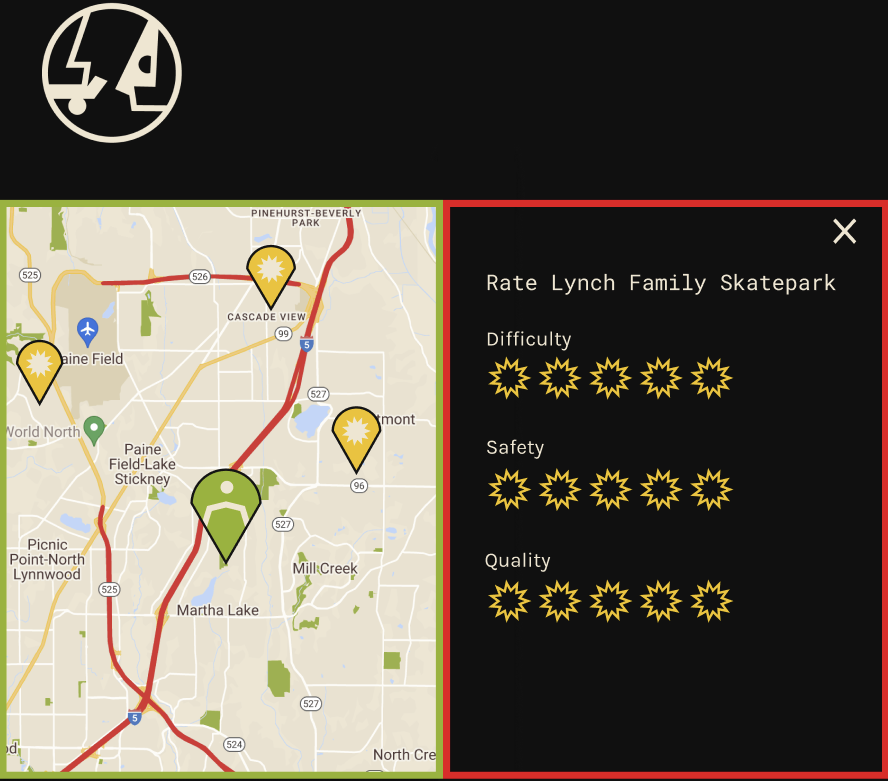 PINEHURST-BEVERLY
PARK
525
526
CASCADE VIEW
99
5
aine Field
527
tmont
World North
Paine
Field-Lake
Stickney
96
527
Picnic
Point-North
Lynnwood
Mill Creek
525
Martha Lake
527
5
524
od
North Cre
Rate Lynch Family Skatepark
Difficulty
Safety
Quality